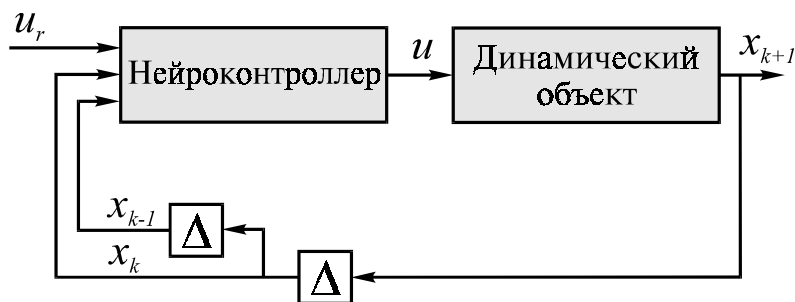 u_r
Нейроконтроллер
u
Динамический
объект
x_{k+1}
x_{k-1}
Δ
x_k
Δ